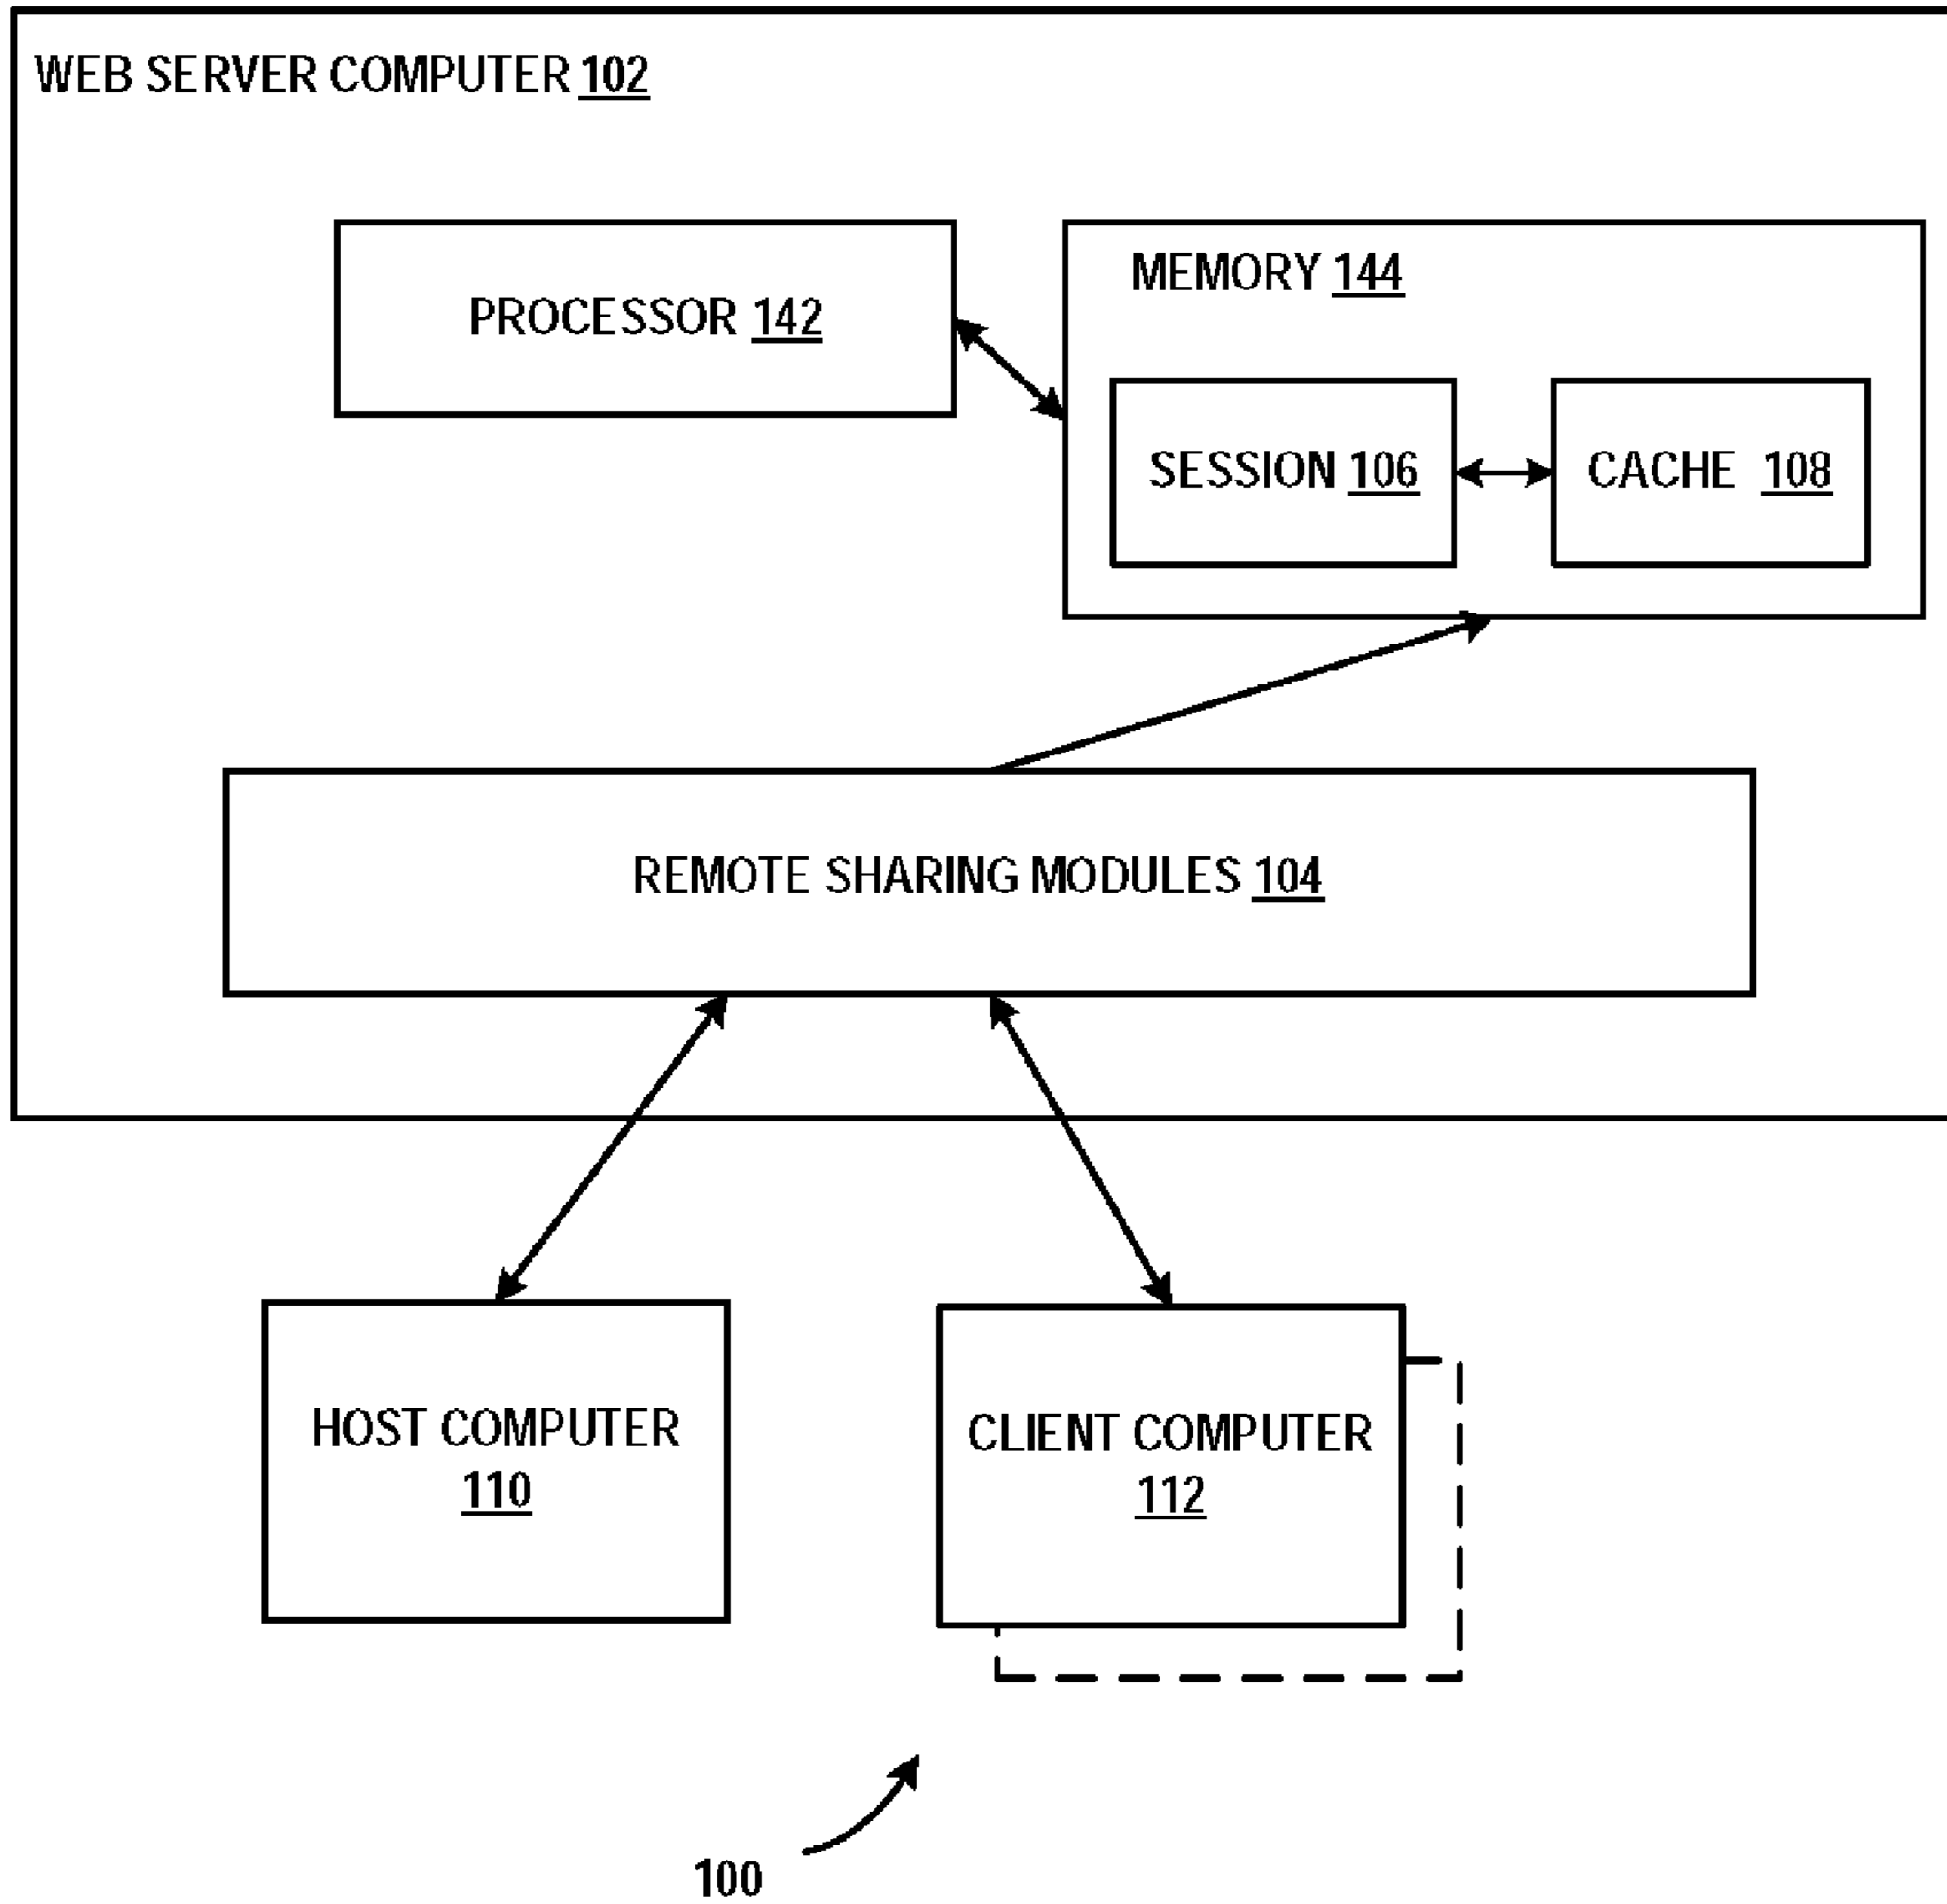 WEB SERVER COMPUTER 102
PROCESSOR 142
MEMORY 144
SESSION 106
CACHE 108
REMOTE SHARING MODULES 104
HOST COMPUTER
110
CLIENT COMPUTER
112
100